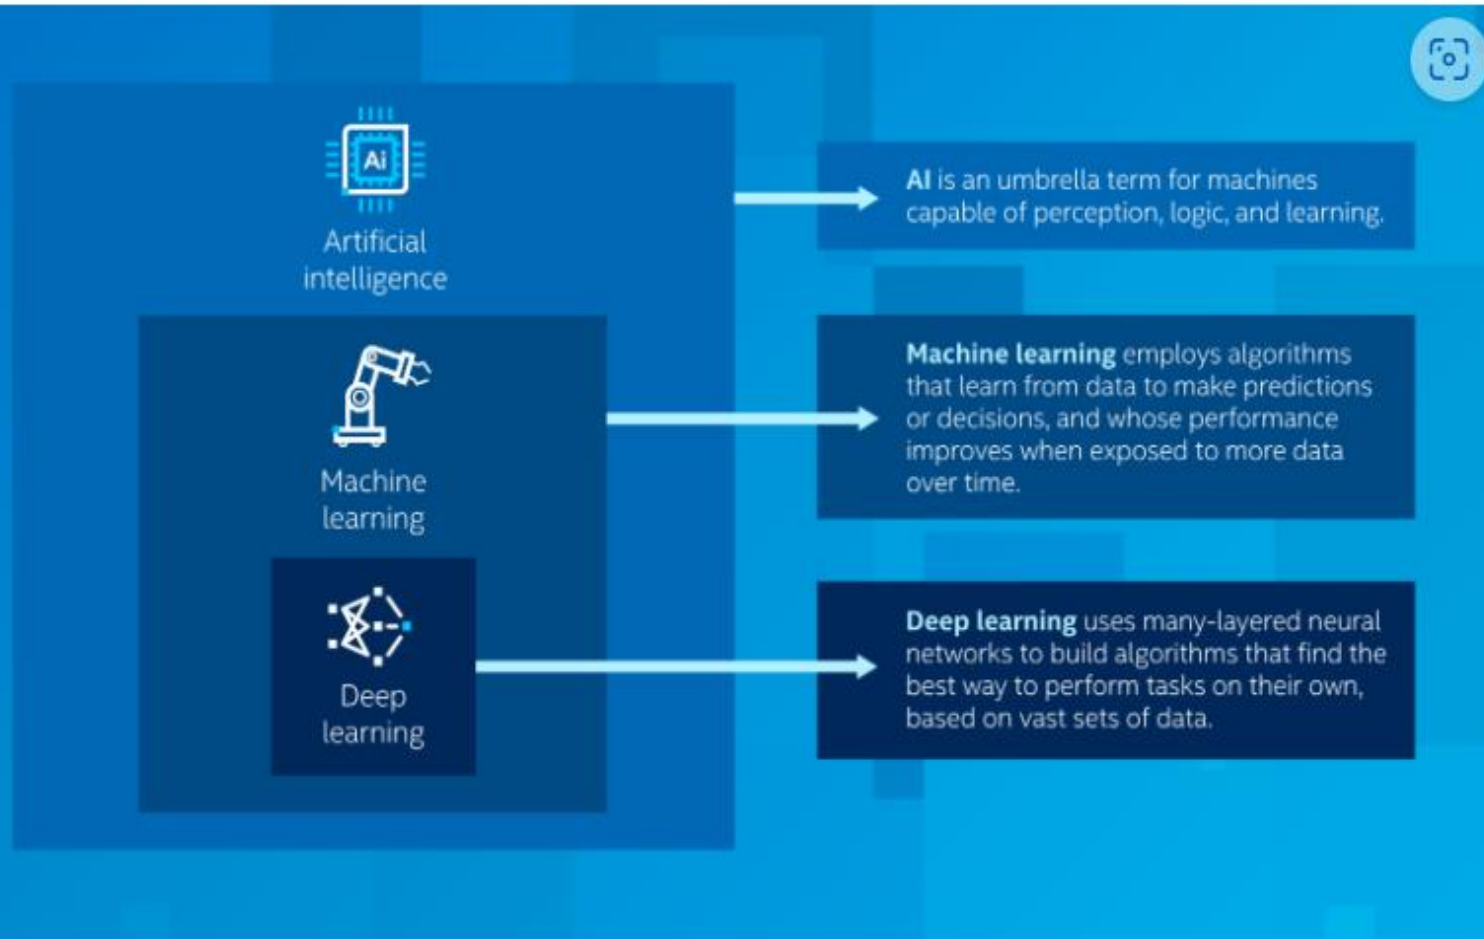 Ai
Artificial
intelligence
AI is an umbrella term for machines
capable of perception, logic, and learning.
Machine
learning
Machine learning employs algorithms
that learn from data to make predictions
or decisions, and whose performance
improves when exposed to more data
over time.
Deep
learning
Deep learning uses many-layered neural
networks to build algorithms that find the
best way to perform tasks on their own,
based on vast sets of data.